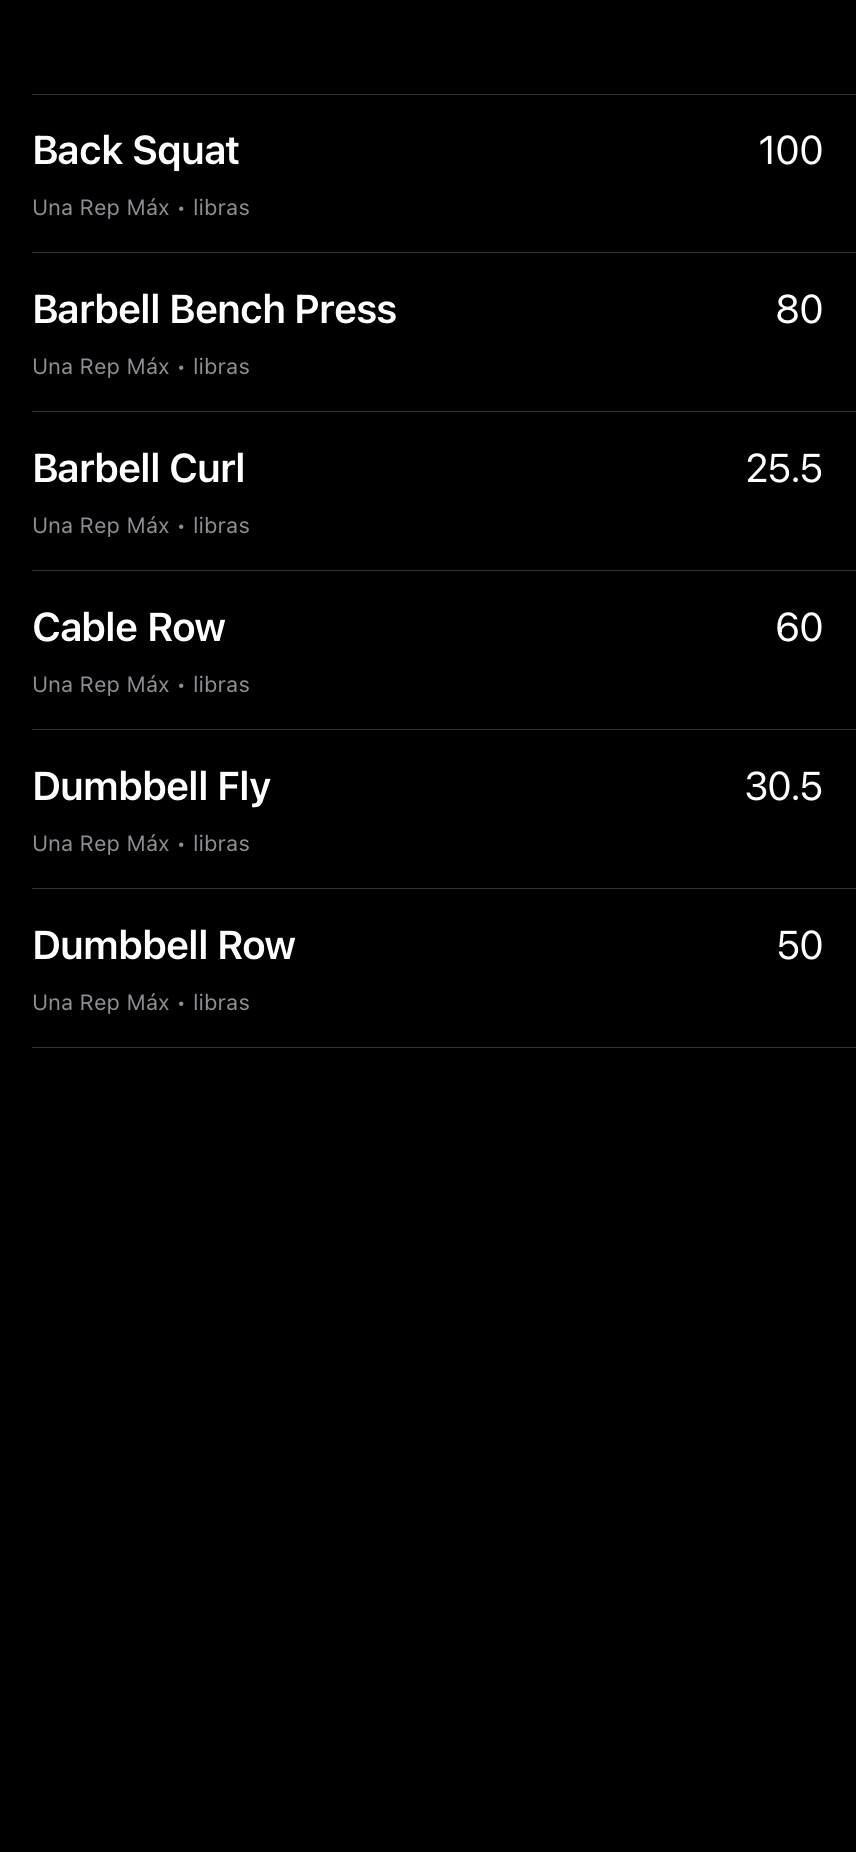 Back Squat 100
Una Rep Máx • libras
Barbell Bench Press 80
Una Rep Máx • libras
Barbell Curl 25.5
Una Rep Máx • libras
Cable Row 60
Una Rep Máx • libras
Dumbbell Fly 30.5
Una Rep Máx • libras
Dumbbell Row 50
Una Rep Máx • libras